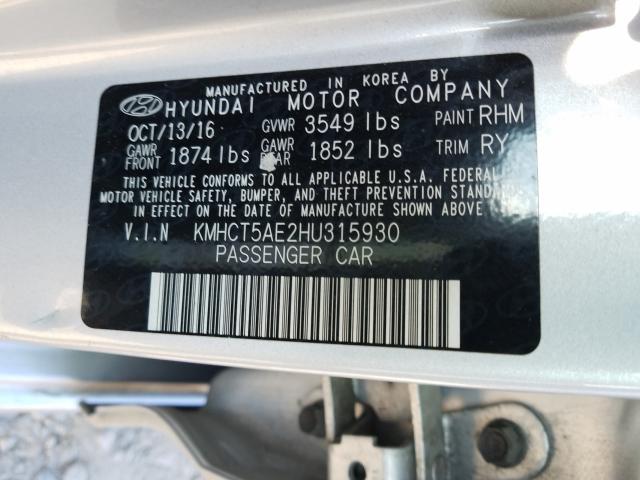 MANUFACTURED IN KOREA BY
HYUNDAI MOTOR COMPANY
OCT/13/16 GVWR 3549 lbs PAINT RHM
GAWR FRONT 1874 lbs GAWR REAR 1852 lbs TRIM RY
THIS VEHICLE CONFORMS TO ALL APPLICABLE U.S.A. FEDERAL
MOTOR VEHICLE SAFETY, BUMPER, AND THEFT PREVENTION STANDARDS
IN EFFECT ON THE DATE OF MANUFACTURE SHOWN ABOVE.
V.I.N KMHCT5AE2HU315930
PASSENGER CAR